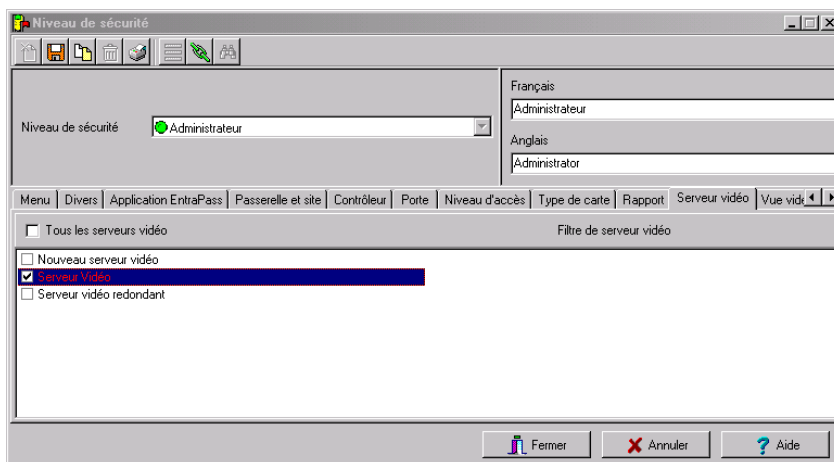 Niveau de sécurité
Français
Administrateur
Niveau de sécurité
Administrateur
Anglais
Administrator
Menu Divers Application EntraPass Passerelle et site Contrôleur Porte Niveau d'accès Type de carte Rapport Serveur vidéo Vue vidé
Tous les serveurs vidéo
Filtre de serveur vidéo
Nouveau serveur vidéo
Serveur Vidéo
Serveur vidéo redondant
Fermer
Annuler
Aide